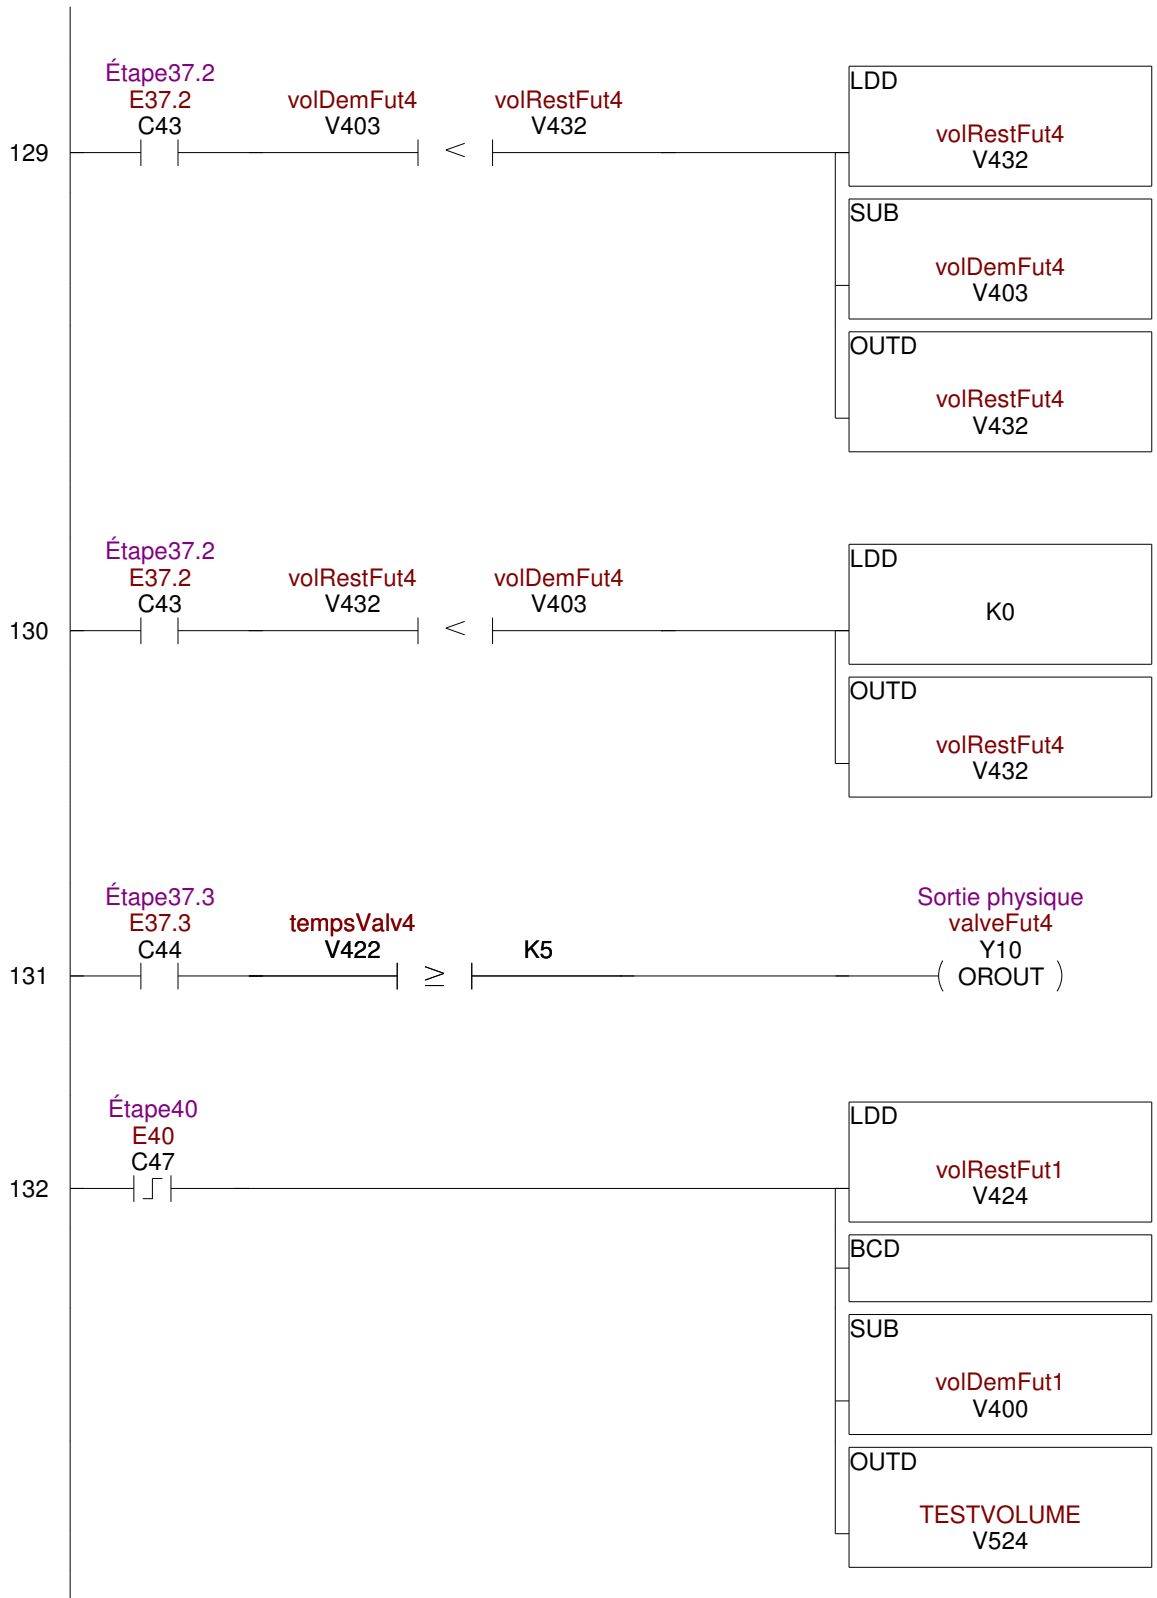 Étape37.2
E37.2 volDemFut4 volRestFut4
C43 V403 V432
129 <
LDD
volRestFut4
V432
SUB
volDemFut4
V403
OUTD
volRestFut4
V432
Étape37.2
E37.2 volRestFut4 volDemFut4
C43 V432 V403
130 <
LDD
K0
OUTD
volRestFut4
V432
Étape37.3 Sortie physique
E37.3 tempsValv4 valveFut4
C44 V422 K5 Y10
131 ≥ ( OROUT )
Étape40
E40
C47
132
LDD
volRestFut1
V424
BCD
SUB
volDemFut1
V400
OUTD
TESTVOLUME
V524